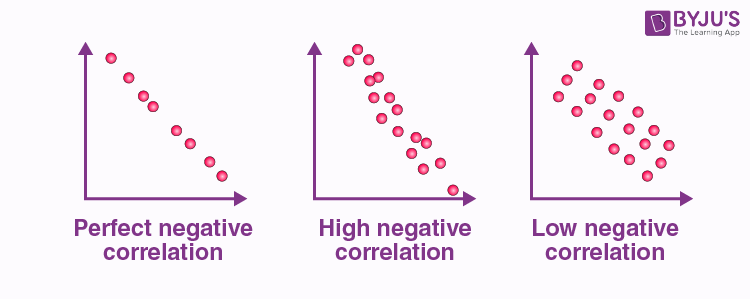 BYJU'S
The Learning App
Perfect negative
correlation
High negative
correlation
Low negative
correlation